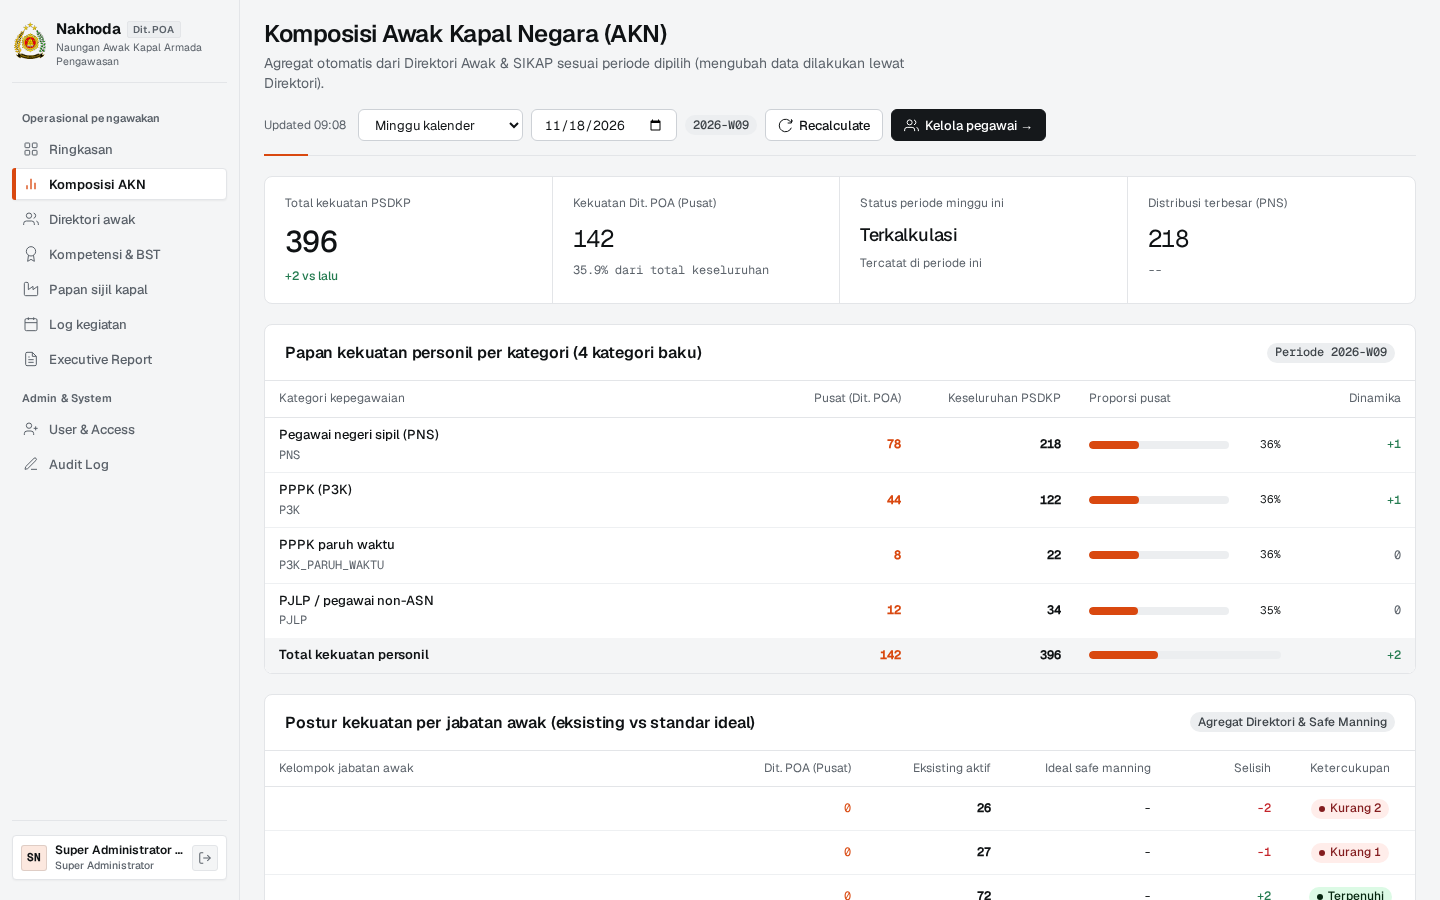 Nakhoda Dit. POA
Naungan Awak Kapal Armada
Pengawasan
Operasional pengawakan
Ringkasan
Komposisi AKN
Direktori awak
Kompetensi & BST
Papan sijil kapal
Log kegiatan
Executive Report
Admin & System
User & Access
Audit Log
SN Super Administrator ...
Super Administrator
Komposisi Awak Kapal Negara (AKN)
Agregat otomatis dari Direktori Awak & SIKAP sesuai periode dipilih (mengubah data dilakukan lewat
Direktori).
Updated 09:08 Minggu kalender 11/18/2026 2026-W09 Recalculate Kelola pegawai →
Total kekuatan PSDKP
396
+2 vs lalu
Kekuatan Dit. POA (Pusat)
142
35.9% dari total keseluruhan
Status periode minggu ini
Terkalkulasi
Tercatat di periode ini
Distribusi terbesar (PNS)
218
--
Papan kekuatan personil per kategori (4 kategori baku) Periode 2026-W09
Kategori kepegawaian Pusat (Dit. POA) Keseluruhan PSDKP Proporsi pusat Dinamika
Pegawai negeri sipil (PNS) 78 218 36% +1
PNS
PPPK (P3K) 44 122 36% +1
P3K
PPPK paruh waktu 8 22 36% 0
P3K_PARUH_WAKTU
PJLP / pegawai non-ASN 12 34 35% 0
PJLP
Total kekuatan personil 142 396 +2
Postur kekuatan per jabatan awak (eksisting vs standar ideal) Agregat Direktori & Safe Manning
Kelompok jabatan awak Dit. POA (Pusat) Eksisting aktif Ideal safe manning Selisih Ketercukupan
0 26 - -2 Kurang 2
0 27 - -1 Kurang 1
0 72 - +2 Terpenuhi